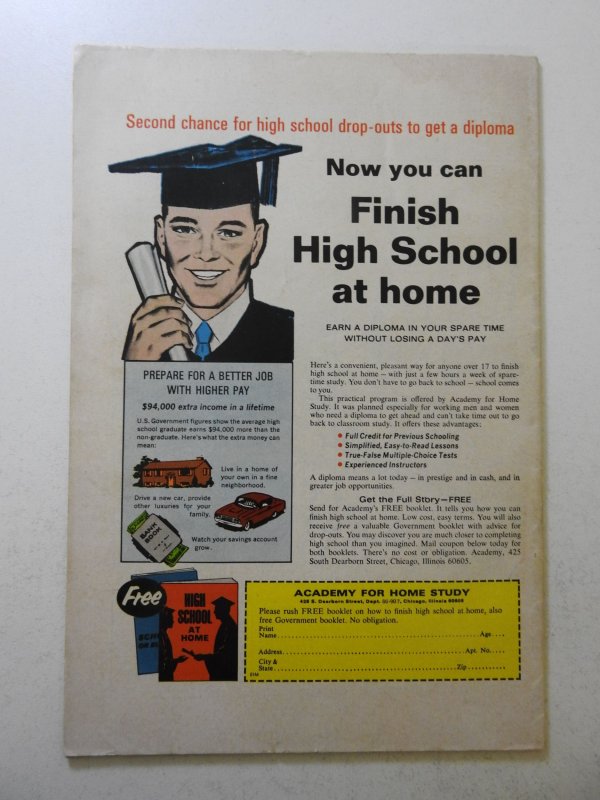 Second chance for high school drop-outs to get a diploma
Now you can
Finish
High School
at home
EARN A DIPLOMA IN YOUR SPARE TIME
WITHOUT LOSING A DAY'S PAY
PREPARE FOR A BETTER JOB
WITH HIGHER PAY
$94,000 extra income in a lifetime
U.S. Government figures show the average high
school graduate earns $94,000 more than the
non-graduate. Here's what the extra money can
mean:
Live in a home of
your own in a fine
neighborhood.
Drive a new car, provide
other luxuries for your
family.
BANK
BOOK
Watch your savings account
grow.
Here's a convenient, pleasant way for anyone over 17 to finish
high school at home – with just a few hours a week of spare-
time study. You don't have to go back to school – school comes
to you.
This practical program is offered by Academy for Home
Study. It was planned especially for working men and women
who need a diploma to get ahead and can't take time out to go
back to classroom study. It offers these advantages:
• Full Credit for Previous Schooling
• Simplified, Easy-to-Read Lessons
• True-False Multiple-Choice Tests
• Experienced Instructors
A diploma means a lot today – in prestige and in cash, and in
greater job opportunities.
Get the Full Story—FREE
Send for Academy's FREE booklet. It tells you how you can
finish high school at home. Low cost, easy terms. You will also
receive free a valuable Government booklet with advice for
drop-outs. You may discover you are much closer to completing
high school than you imagined. Mail coupon below today for
both booklets. There's no cost or obligation. Academy, 425
South Dearborn Street, Chicago, Illinois 60605.
Free
HIGH
SCHOOL
AT
HOME
SCH
OR
ACADEMY FOR HOME STUDY
425 S. Dearborn Street, Dept. Chicago, Illinois 60605
Please rush FREE booklet on how to finish high school at home, also
free Government booklet. No obligation.
Print
Name Age
Address Apt. No.
City &
State Zip